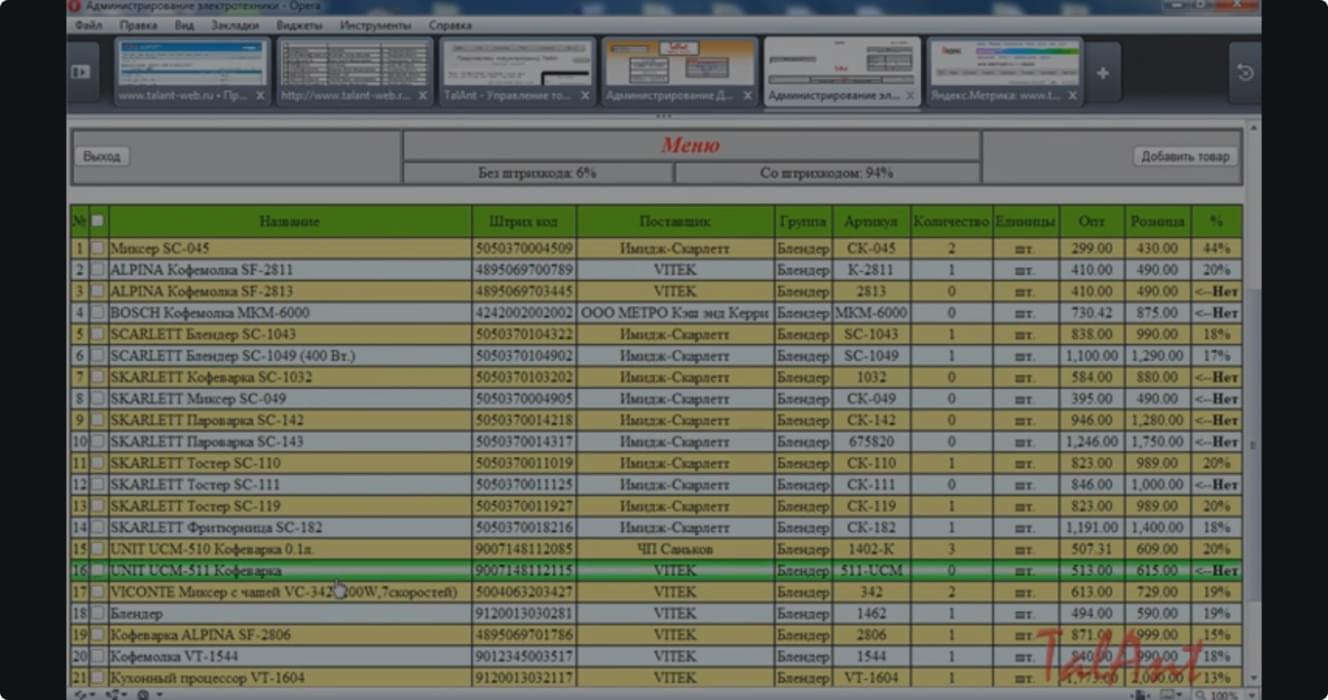 Администрирование электротехники - Opera
Файл Правка Вид Закладки Виджеты Инструменты Справка
www.talant-web.ru • Пр... http://www.talant-web.r... TalAnt - Управление то... Администрирование Д... Администрирование эл... Яндекс.Метрика: www.t...
Выход Меню Добавить товар
Без штрихкода: 6% Со штрихкодом: 94%
№ Название Штрих код Поставщик Группа Артикул Количество Единицы Опт Розница %
1 Миксер SC-045 5050370004509 Имидж-Скарлетт Блендер СК-045 2 шт. 299.00 430.00 44%
2 ALPINA Кофемолка SF-2811 4895069700789 VITEK Блендер К-2811 1 шт. 410.00 490.00 20%
3 ALPINA Кофемолка SF-2813 4895069703445 VITEK Блендер 2813 0 шт. 410.00 490.00 <--Нет
4 BOSCH Кофемолка МКМ-6000 4242002002002 ООО МЕТРО Кэш энд Керри Блендер МКМ-6000 0 шт. 730.42 875.00 <--Нет
5 SCARLETT Блендер SC-1043 5050370104322 Имидж-Скарлетт Блендер SC-1043 1 шт. 838.00 990.00 18%
6 SCARLETT Блендер SC-1049 (400 Вт.) 5050370104902 Имидж-Скарлетт Блендер SC-1049 1 шт. 1,100.00 1,290.00 17%
7 SKARLETT Кофеварка SC-1032 5050370103202 Имидж-Скарлетт Блендер 1032 0 шт. 584.00 880.00 <--Нет
8 SKARLETT Миксер SC-049 5050370004905 Имидж-Скарлетт Блендер СК-049 0 шт. 395.00 490.00 <--Нет
9 SKARLETT Пароварка SC-142 5050370014218 Имидж-Скарлетт Блендер СК-142 0 шт. 946.00 1,280.00 <--Нет
10 SKARLETT Пароварка SC-143 5050370014317 Имидж-Скарлетт Блендер 675820 0 шт. 1,246.00 1,750.00 <--Нет
11 SKARLETT Тостер SC-110 5050370011019 Имидж-Скарлетт Блендер СК-110 1 шт. 823.00 989.00 20%
12 SKARLETT Тостер SC-111 5050370011125 Имидж-Скарлетт Блендер СК-111 0 шт. 846.00 1,000.00 <--Нет
13 SKARLETT Тостер SC-119 5050370011927 Имидж-Скарлетт Блендер СК-119 1 шт. 823.00 989.00 20%
14 SKARLETT Фритюрница SC-182 5050370018216 Имидж-Скарлетт Блендер СК-182 1 шт. 1,191.00 1,400.00 18%
15 UNIT UCM-510 Кофеварка 0.1л. 9007148112085 ЧП Саньков Блендер 1402-К 3 шт. 507.31 609.00 20%
16 UNIT UCM-511 Кофеварка 9007148112115 VITEK Блендер 511-UCM 0 шт. 513.00 615.00 <--Нет
17 VICONTE Миксер с чашей VC-342 200W,7скоростей) 5004063203427 VITEK Блендер 342 2 шт. 613.00 729.00 19%
18 Блендер 9120013030281 VITEK Блендер 1462 1 шт. 494.00 590.00 19%
19 Кофеварка ALPINA SF-2806 4895069701786 VITEK Блендер 2806 1 шт. 871.00 999.00 15%
20 Кофемолка VT-1544 9012345003517 VITEK Блендер 1544 1 шт. 840.00 990.00 18%
21 Кухонный процессор VT-1604 9120013032117 VITEK Блендер VT-1604 1 шт. 13%
TalAnt
100%